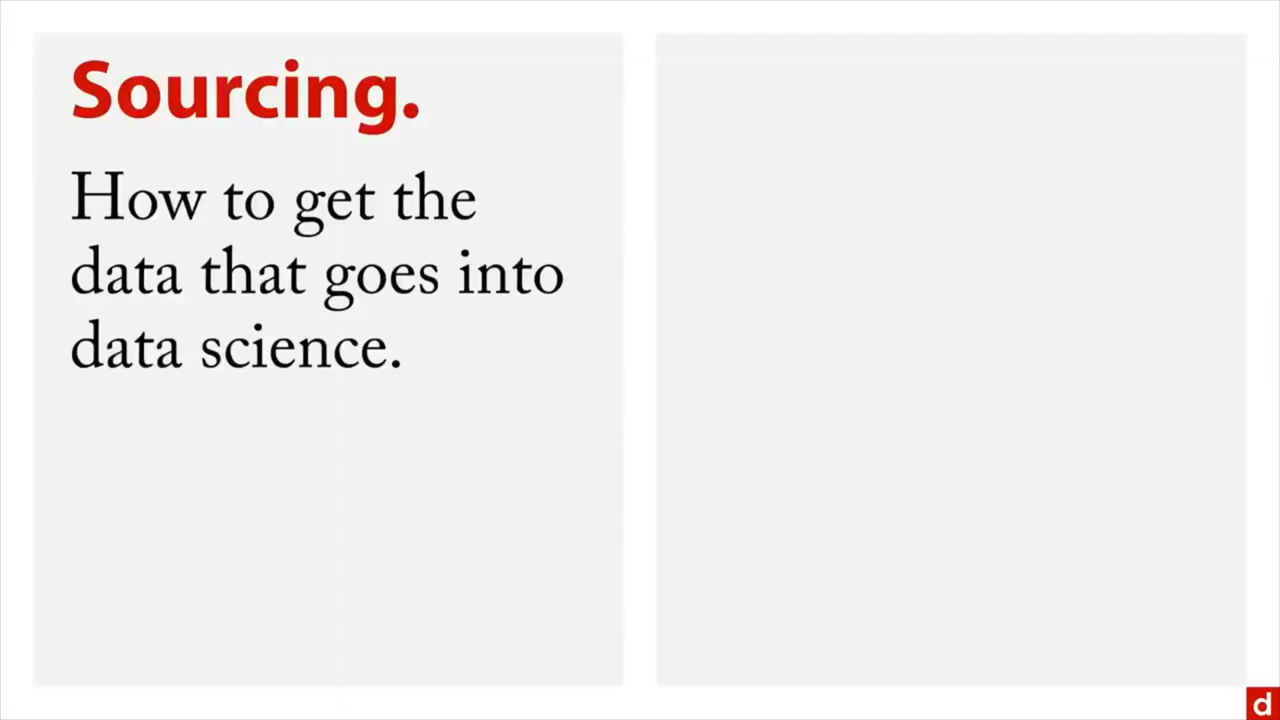 Sourcing.
How to get the
data that goes into
data science.
d